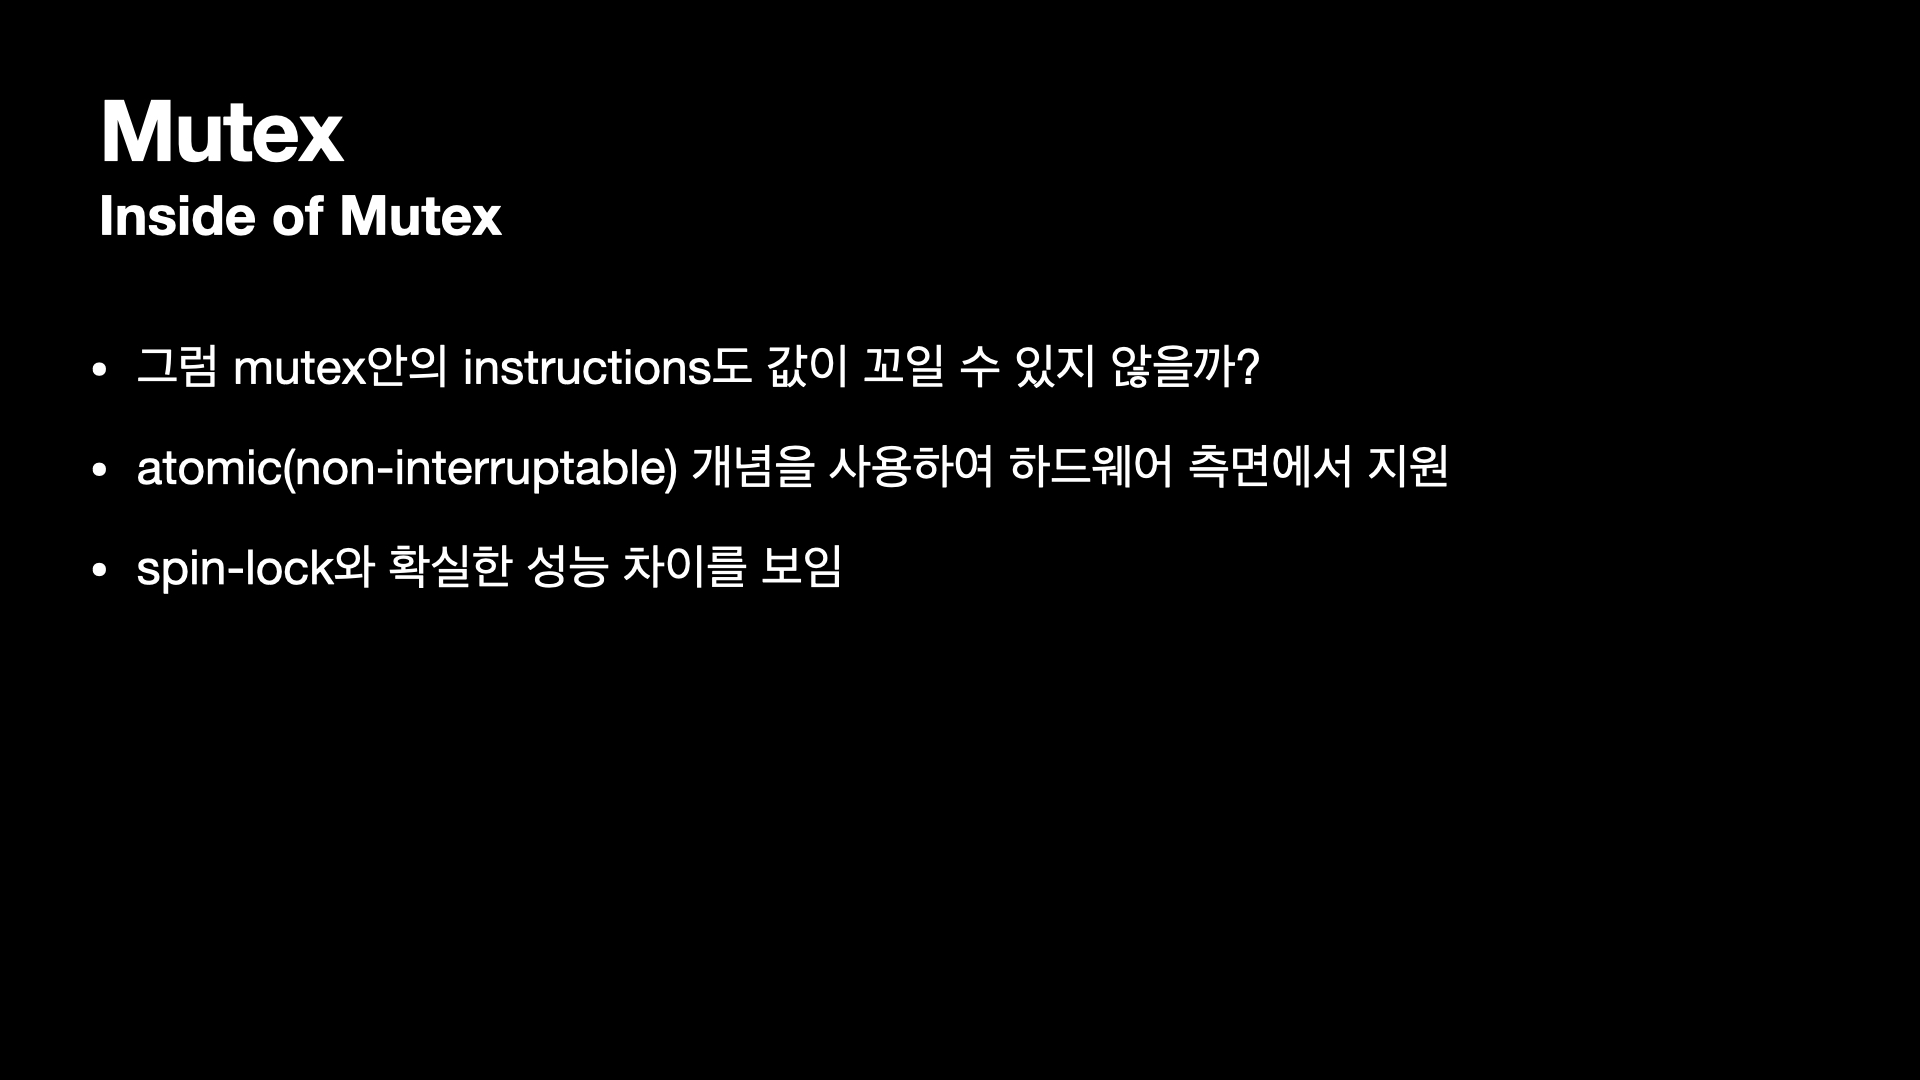 Mutex
Inside of Mutex
• 그럼 mutex안의 instructions도 값이 꼬일 수 있지 않을까?
• atomic(non-interruptable) 개념을 사용하여 하드웨어 측면에서 지원
• spin-lock와 확실한 성능 차이를 보임